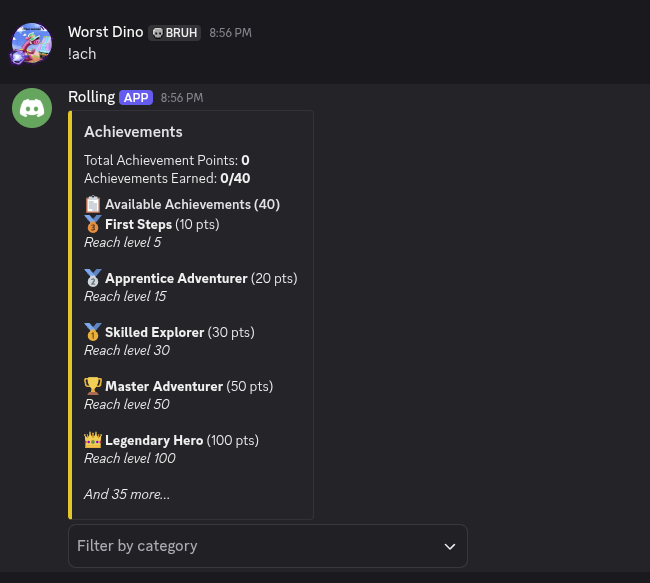 Worst Dino BRUH 8:56 PM
!ach
Rolling APP 8:56 PM
Achievements
Total Achievement Points: 0
Achievements Earned: 0/40
Available Achievements (40)
First Steps (10 pts)
Reach level 5
Apprentice Adventurer (20 pts)
Reach level 15
Skilled Explorer (30 pts)
Reach level 30
Master Adventurer (50 pts)
Reach level 50
Legendary Hero (100 pts)
Reach level 100
And 35 more...
Filter by category